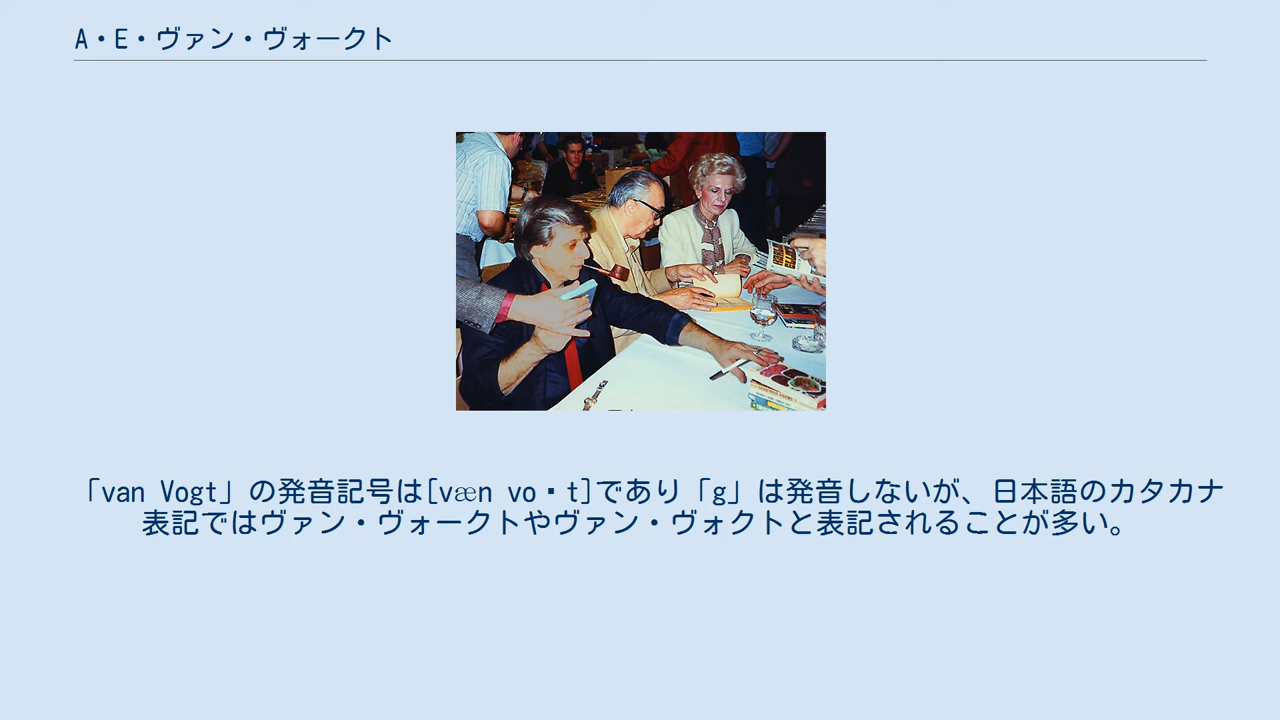 A・E・ヴァン・ヴォークト
「van Vogt」の発音記号は[væn vo・t]であり「g」は発音しないが、日本語のカタカナ
表記ではヴァン・ヴォークトやヴァン・ヴォクトと表記されることが多い。